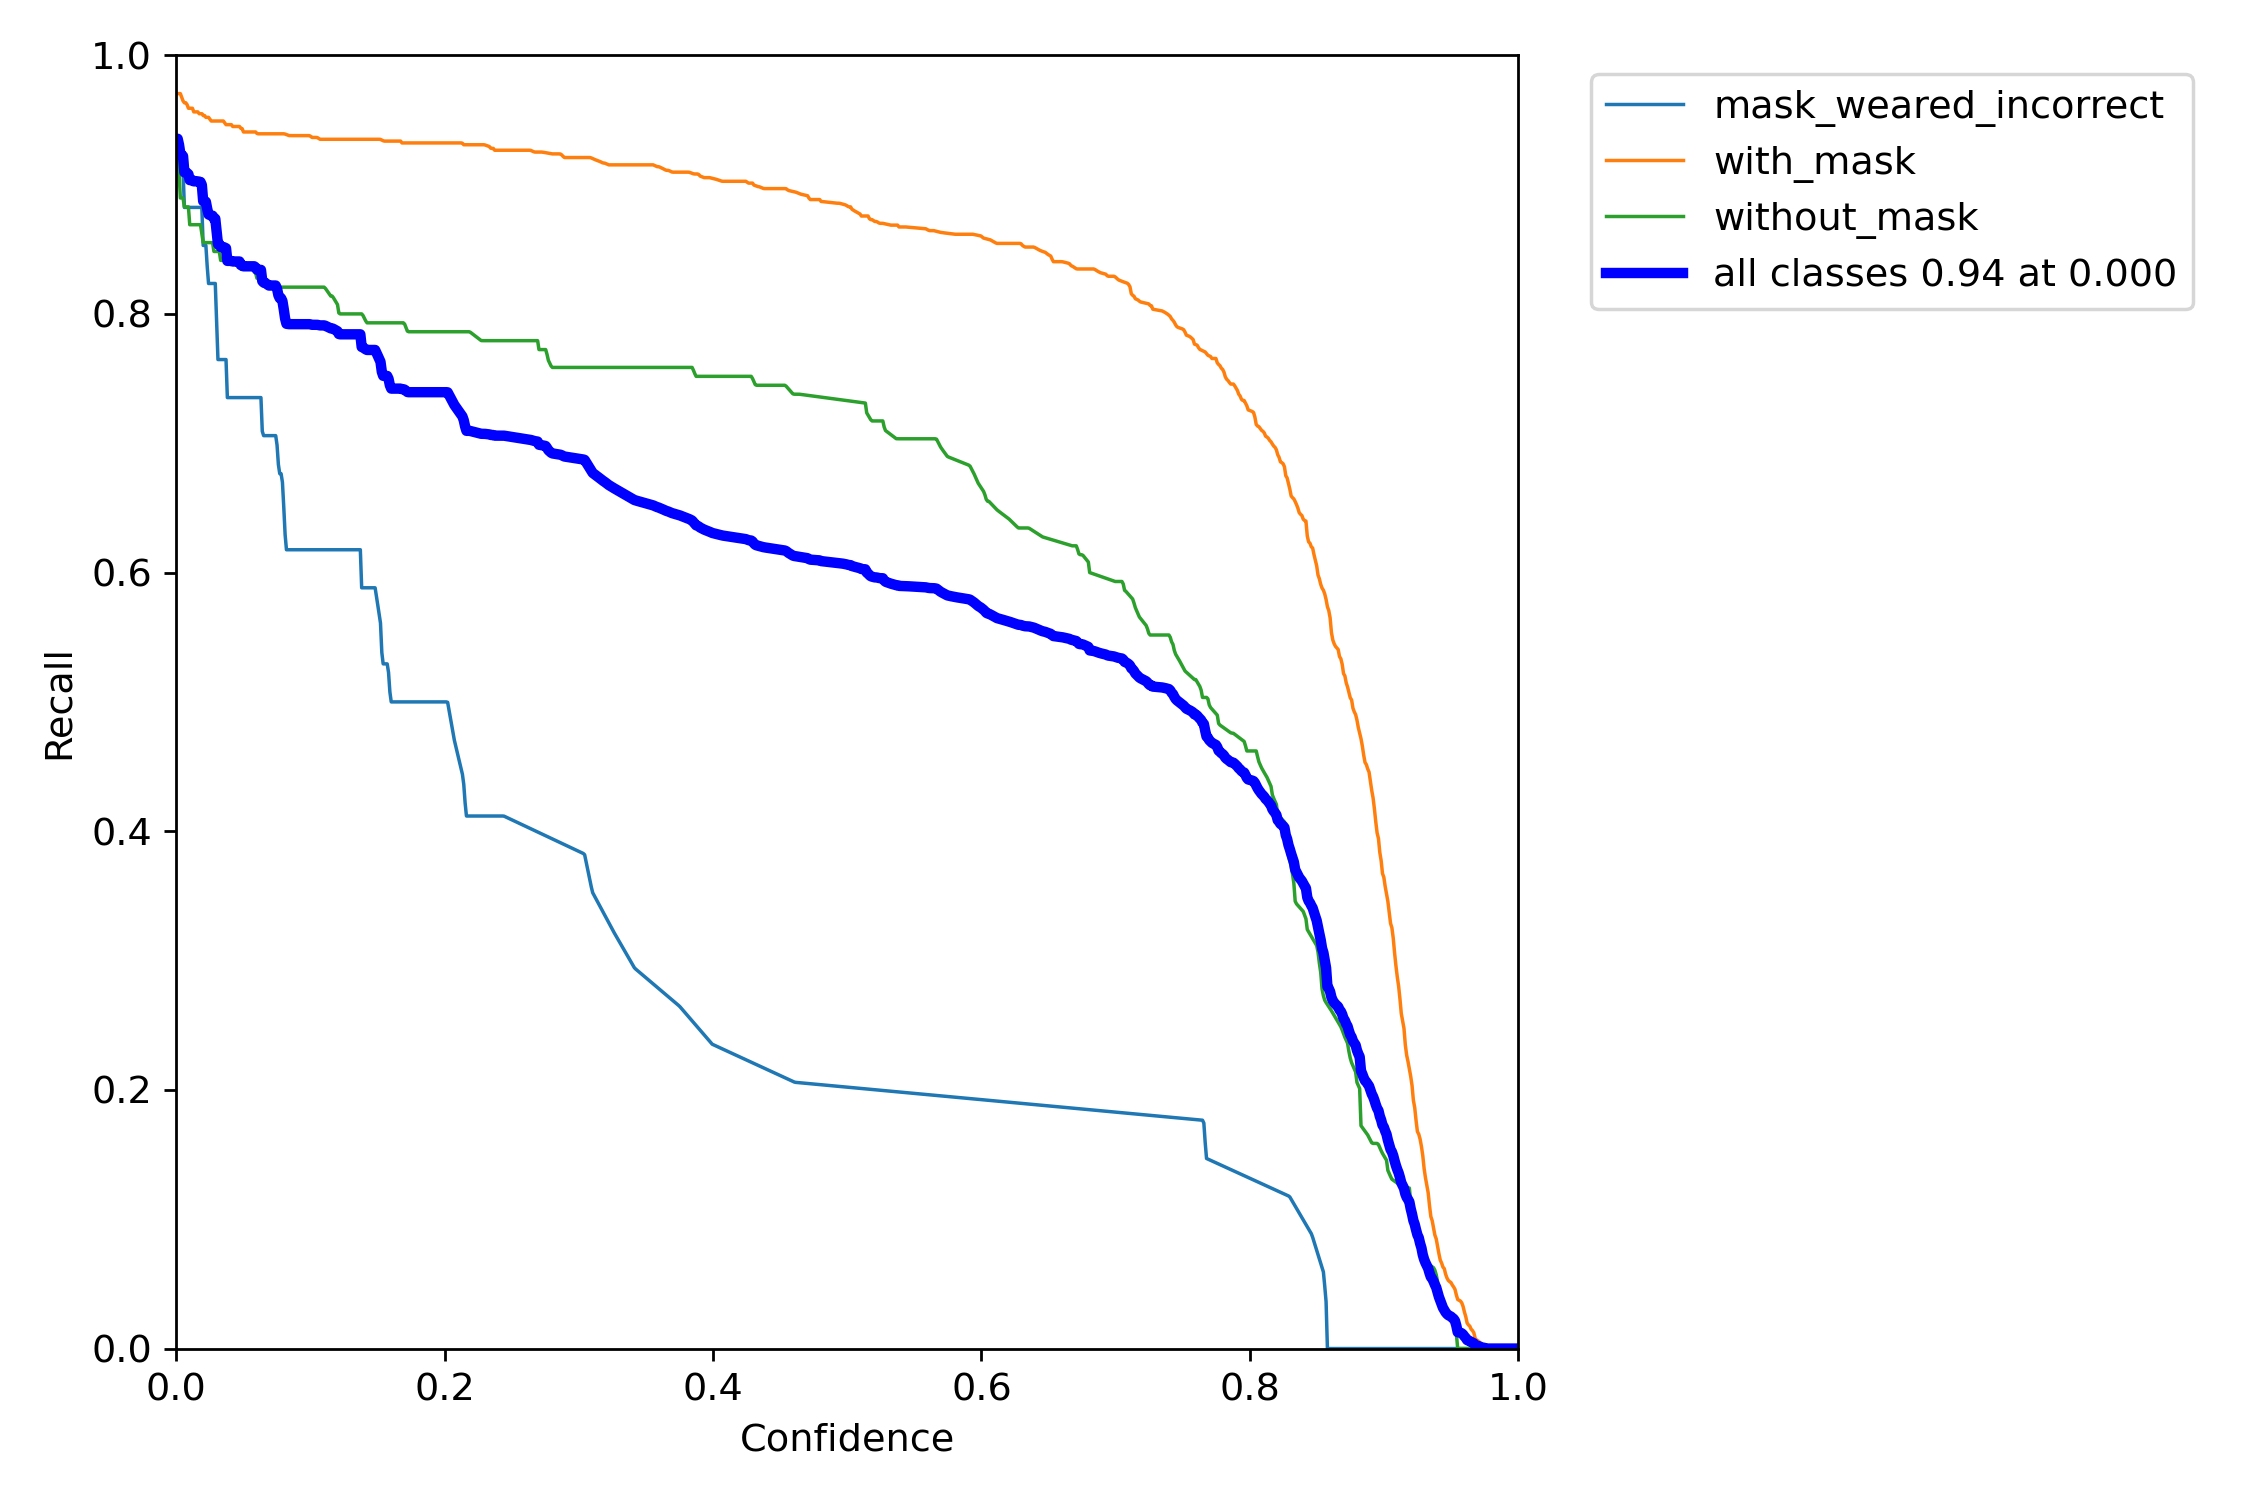 1.0
0.8
0.6
0.4
0.2
0.0
Recall
0.0 0.2 0.4 0.6 0.8 1.0
Confidence
mask_weared_incorrect
with_mask
without_mask
all classes 0.94 at 0.000